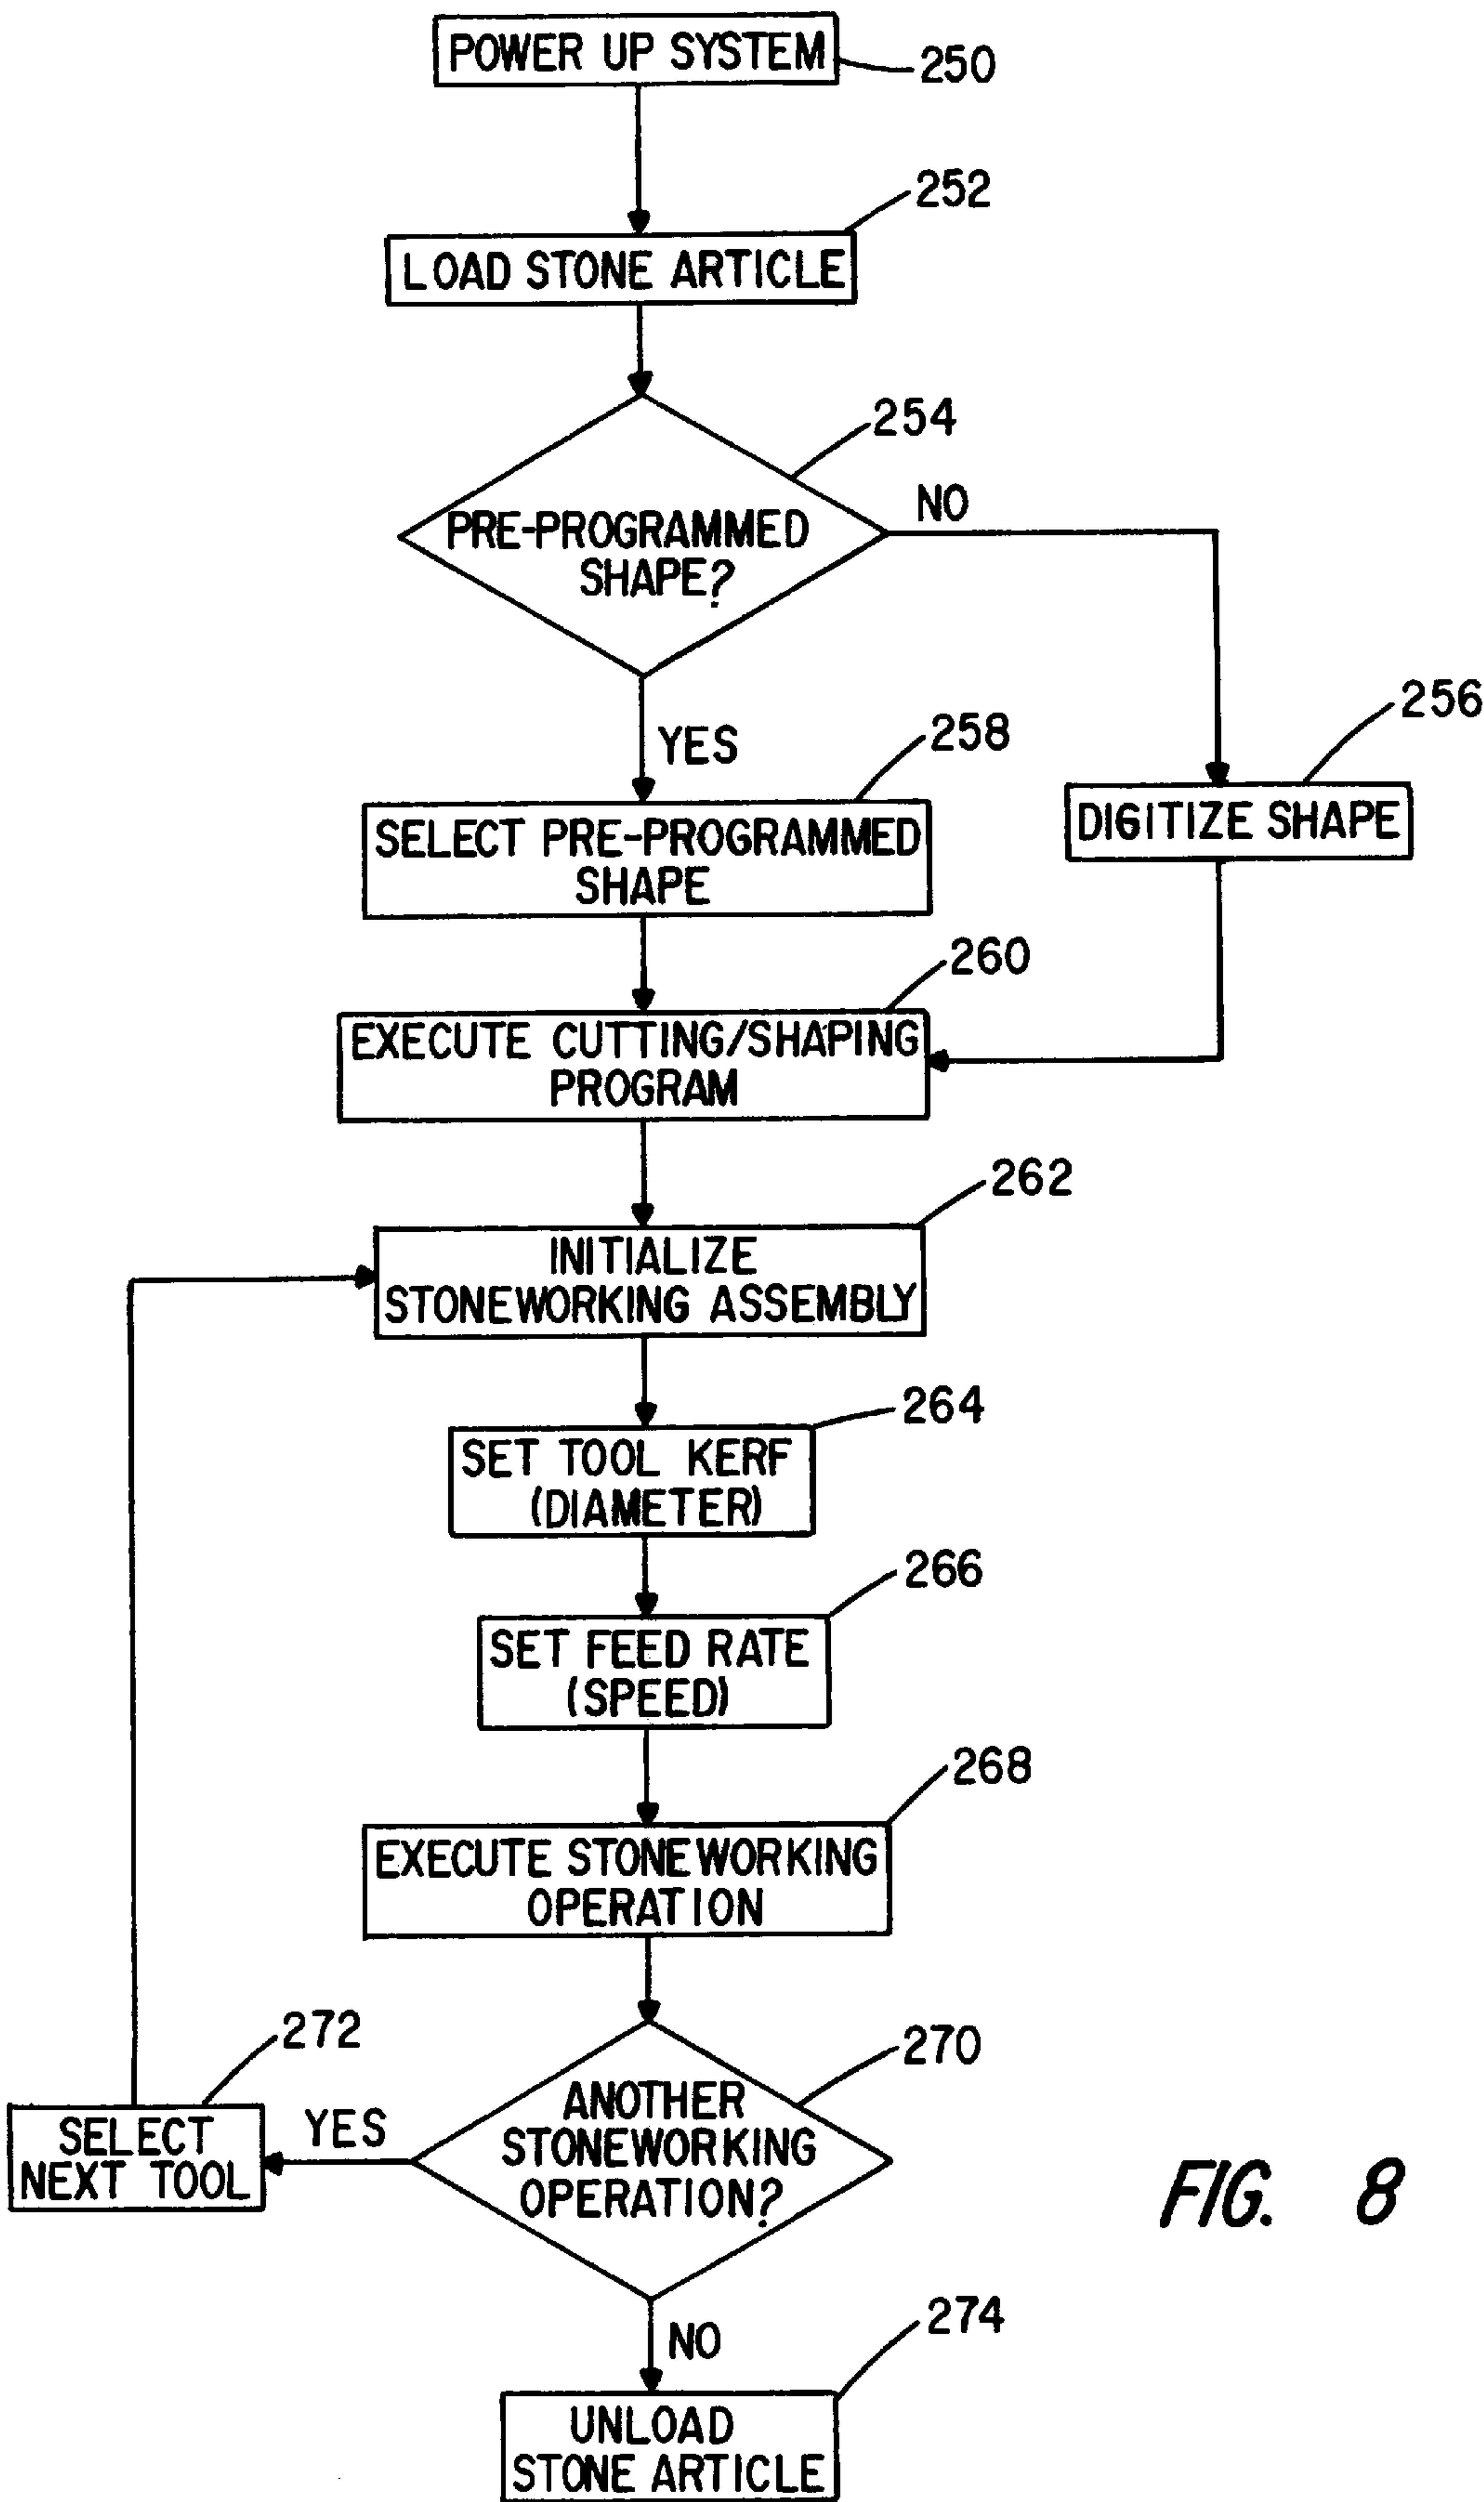 POWER UP SYSTEM
250
252
LOAD STONE ARTICLE
254
NO
PRE-PROGRAMMED
SHAPE?
256
YES
258
DIGITIZE SHAPE
SELECT PRE-PROGRAMMED
SHAPE
260
EXECUTE CUTTING/SHAPING
PROGRAM
262
INITIALIZE
STONEWORKING ASSEMBLY
264
SET TOOL KERF
(DIAMETER)
266
SET FEED RATE
(SPEED)
268
EXECUTE STONEWORKING
OPERATION
272
270
ANOTHER
STONEWORKING
OPERATION?
YES
SELECT
NEXT TOOL
FIG. 8
274
NO
UNLOAD
STONE ARTICLE